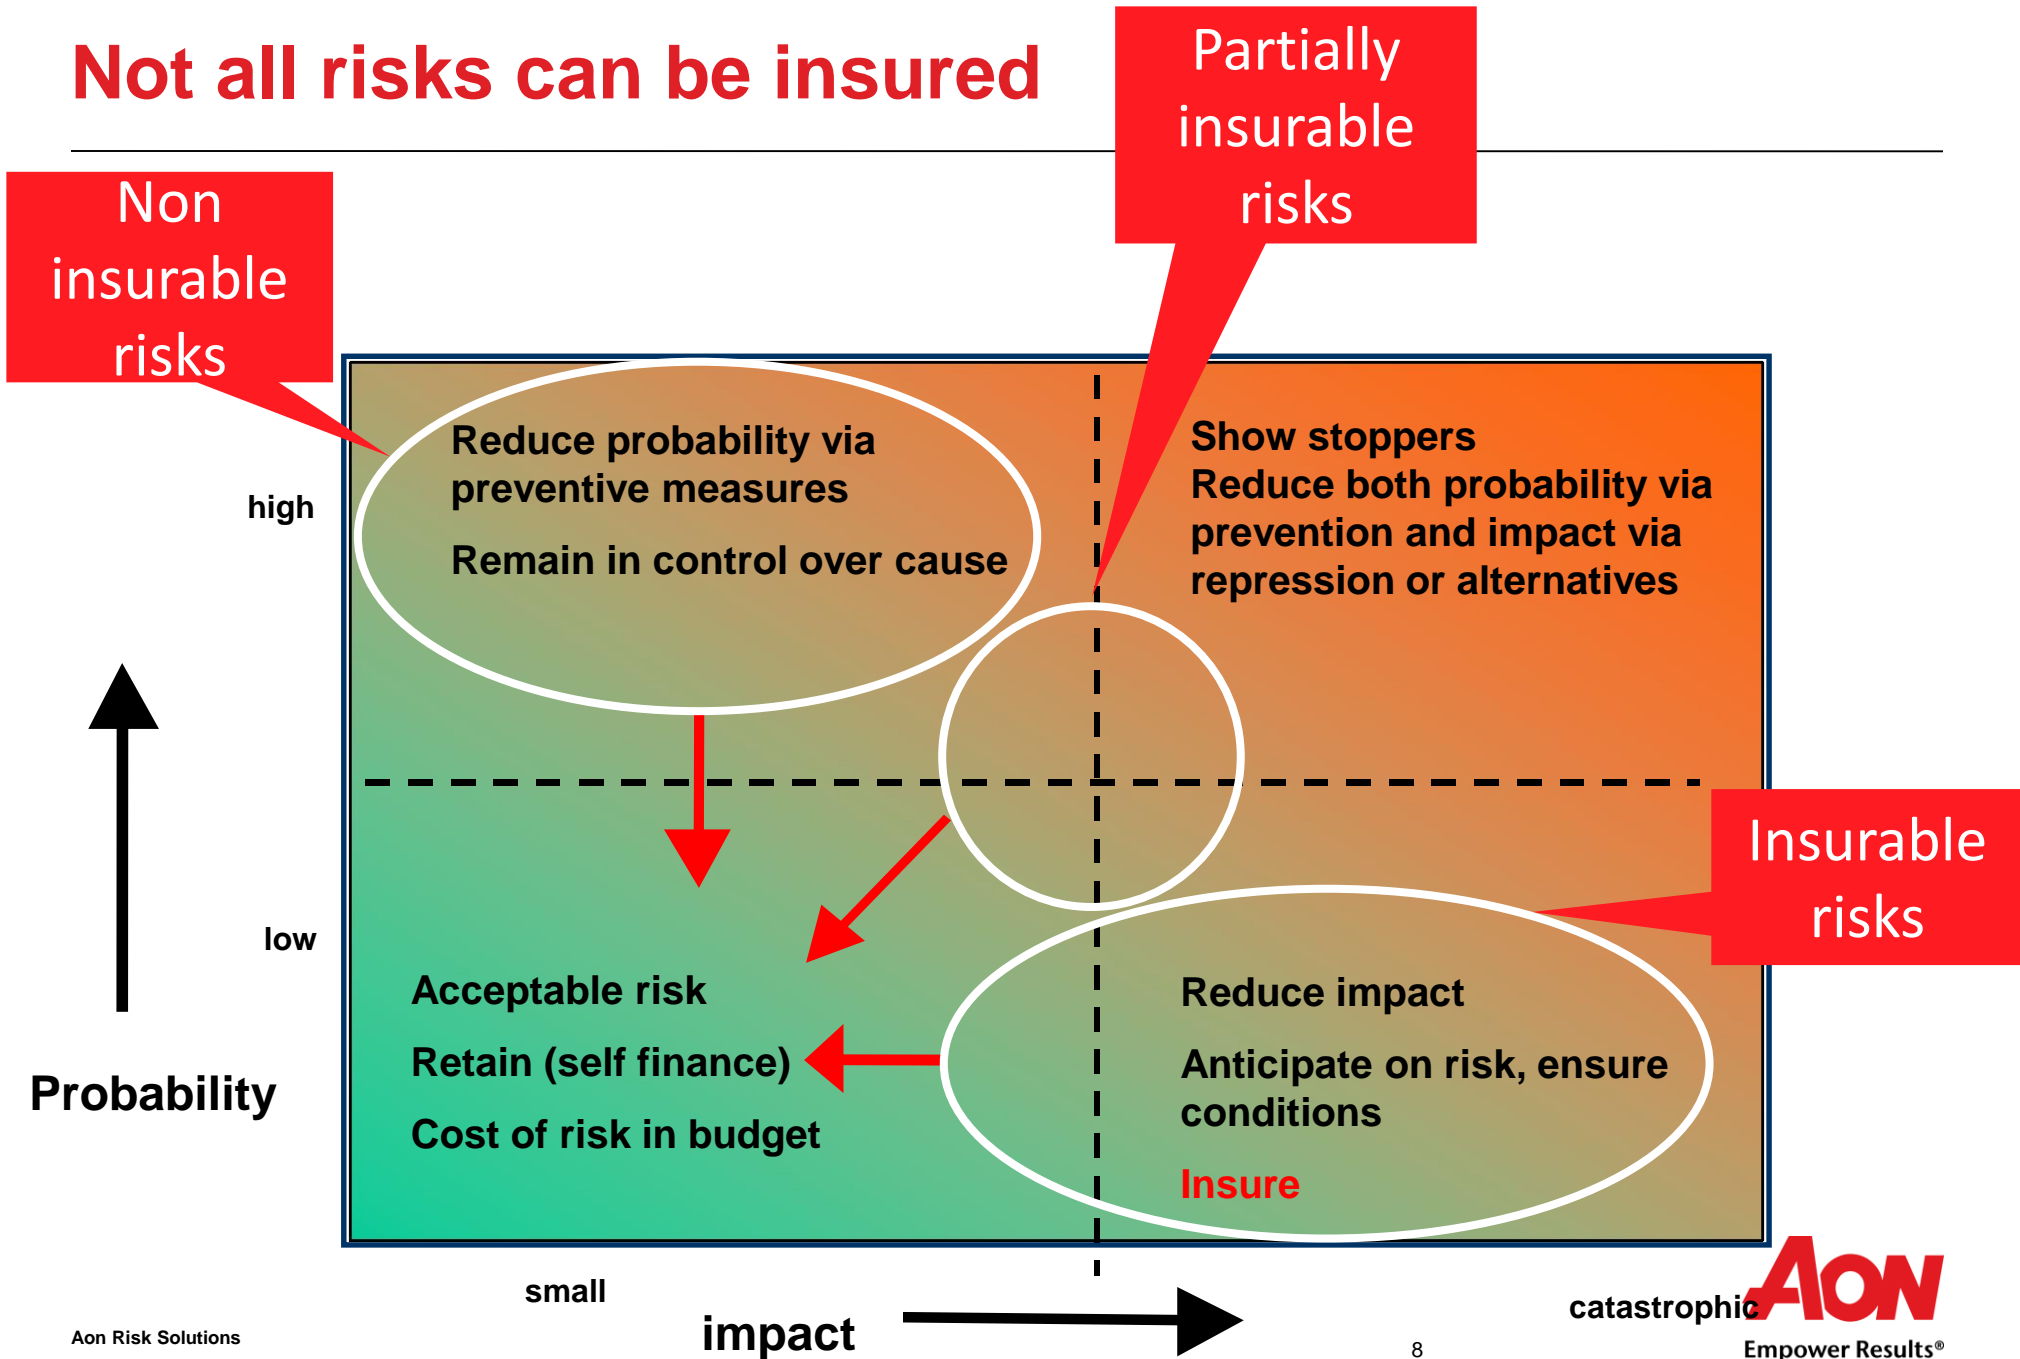 Not all risks can be insured
Partially
insurable
risks
Non
insurable
risks
Reduce probability via
preventive measures
Remain in control over cause
Show stoppers
Reduce both probability via
prevention and impact via
repression or alternatives
high
Insurable
risks
low
Acceptable risk
Retain (self finance)
Cost of risk in budget
Reduce impact
Anticipate on risk, ensure
conditions
Insure
Probability
small
impact
catastrophic
Aon Risk Solutions
8
AON
Empower Results®